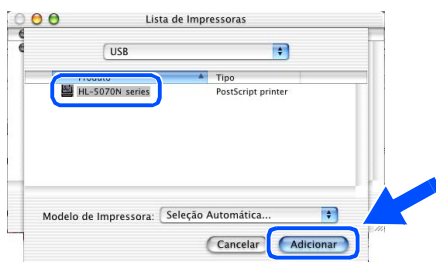 Lista de Impressoras
USB
Produto Tipo
HL-5070N series PostScript printer
Modelo de Impressora: Seleção Automática...
Cancelar Adicionar